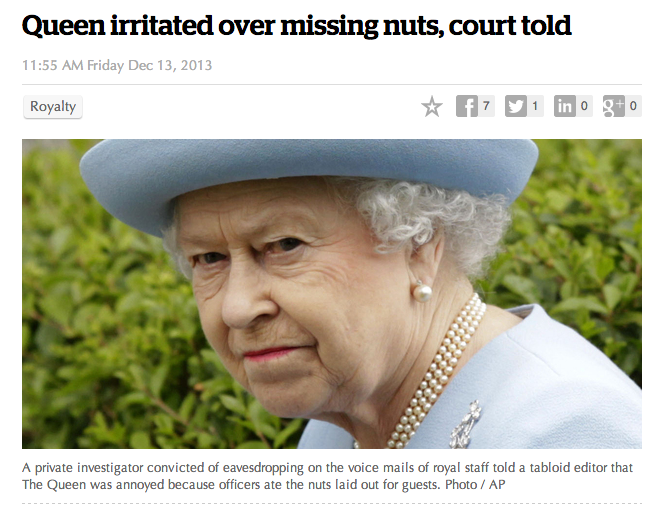 Queen irritated over missing nuts, court told
11:55 AM Friday Dec 13, 2013
Royalty
7 1 in 0 g+ 0
A private investigator convicted of eavesdropping on the voice mails of royal staff told a tabloid editor that
The Queen was annoyed because officers ate the nuts laid out for guests. Photo / AP